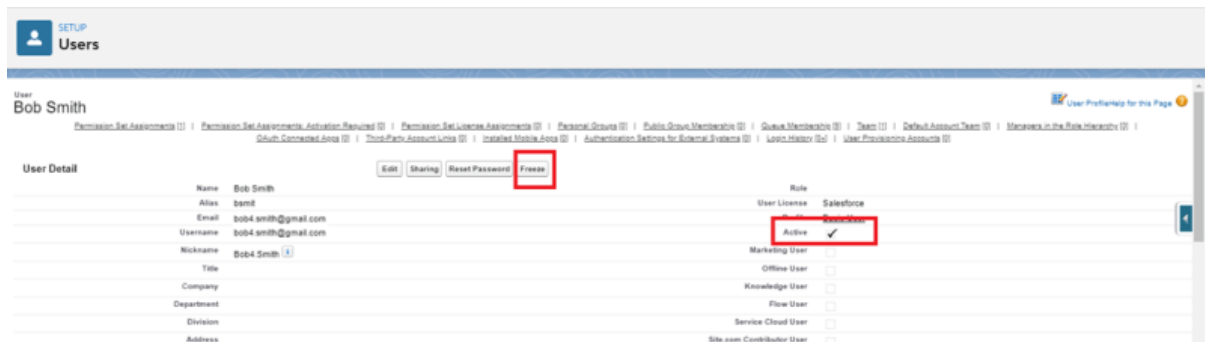 SETUP
Users
User
Bob Smith
User Profile Help for this Page
Permission Set Assignments [1] | Permission Set Assignments: Activation Required [0] | Permission Set License Assignments [0] | Personal Groups [0] | Public Group Membership [0] | Queue Membership [0] | Team [1] | Default Account Team [0] | Managers in the Role Hierarchy [0] |
OAuth Connected Apps [0] | Third-Party Account Links [0] | Installed Mobile Apps [0] | Authentication Settings for External Systems [0] | Login History [0+] | User Provisioning Accounts [0]
User Detail Edit Sharing Reset Password Freeze
Name Bob Smith Role
Alias bsmit User License Salesforce
Email bob4.smith@gmail.com
Username bob4.smith@gmail.com Active ✓
Nickname Bob4.Smith i Marketing User
Title Offline User
Company Knowledge User
Department Flow User
Division Service Cloud User
Address Site.com Contributor User